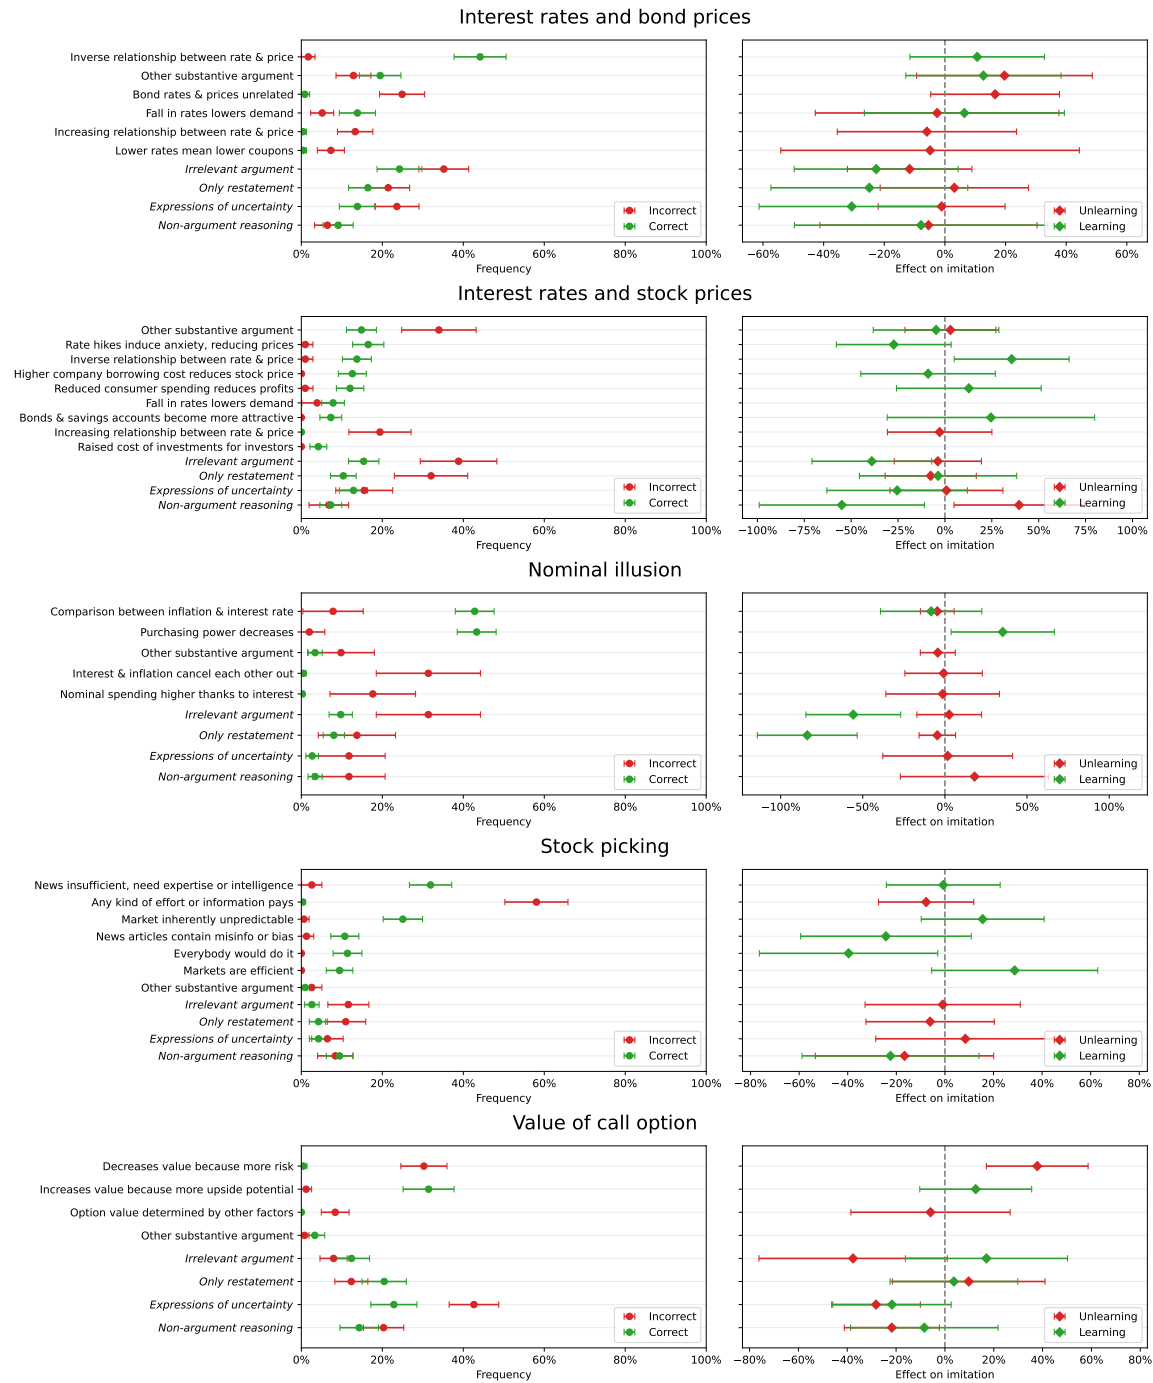 Interest rates and bond prices
Inverse relationship between rate & price
Other substantive argument
Bond rates & prices unrelated
Fall in rates lowers demand
Increasing relationship between rate & price
Lower rates mean lower coupons
Irrelevant argument
Only restatement
Expressions of uncertainty
Non-argument reasoning
Incorrect
Correct
0% 20% 40% 60% 80% 100%
Frequency
Unlearning
Learning
−60% −40% −20% 0% 20% 40% 60%
Effect on imitation
Interest rates and stock prices
Other substantive argument
Rate hikes induce anxiety, reducing prices
Inverse relationship between rate & price
Higher company borrowing cost reduces stock price
Reduced consumer spending reduces profits
Fall in rates lowers demand
Bonds & savings accounts become more attractive
Increasing relationship between rate & price
Raised cost of investments for investors
Irrelevant argument
Only restatement
Expressions of uncertainty
Non-argument reasoning
Incorrect
Correct
0% 20% 40% 60% 80% 100%
Frequency
Unlearning
Learning
−100% −75% −50% −25% 0% 25% 50% 75% 100%
Effect on imitation
Nominal illusion
Comparison between inflation & interest rate
Purchasing power decreases
Other substantive argument
Interest & inflation cancel each other out
Nominal spending higher thanks to interest
Irrelevant argument
Only restatement
Expressions of uncertainty
Non-argument reasoning
Incorrect
Correct
0% 20% 40% 60% 80% 100%
Frequency
Unlearning
Learning
−100% −50% 0% 50% 100%
Effect on imitation
Stock picking
News insufficient, need expertise or intelligence
Any kind of effort or information pays
Market inherently unpredictable
News articles contain misinfo or bias
Everybody would do it
Markets are efficient
Other substantive argument
Irrelevant argument
Only restatement
Expressions of uncertainty
Non-argument reasoning
Incorrect
Correct
0% 20% 40% 60% 80% 100%
Frequency
Unlearning
Learning
−80% −60% −40% −20% 0% 20% 40% 60% 80%
Effect on imitation
Value of call option
Decreases value because more risk
Increases value because more upside potential
Option value determined by other factors
Other substantive argument
Irrelevant argument
Only restatement
Expressions of uncertainty
Non-argument reasoning
Incorrect
Correct
0% 20% 40% 60% 80% 100%
Frequency
Unlearning
Learning
−80% −60% −40% −20% 0% 20% 40% 60% 80%
Effect on imitation